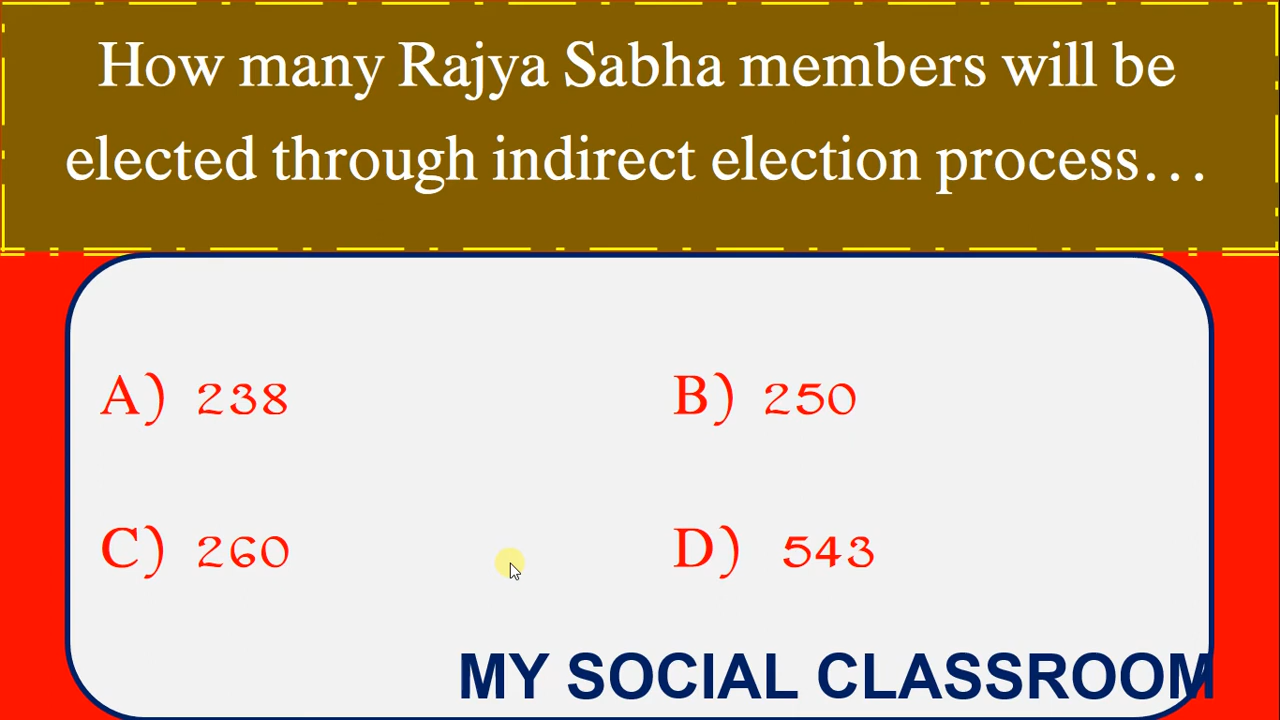 How many Rajya Sabha members will be
elected through indirect election process…
A) 238
B) 250
C) 260
D) 543
MY SOCIAL CLASSROOM